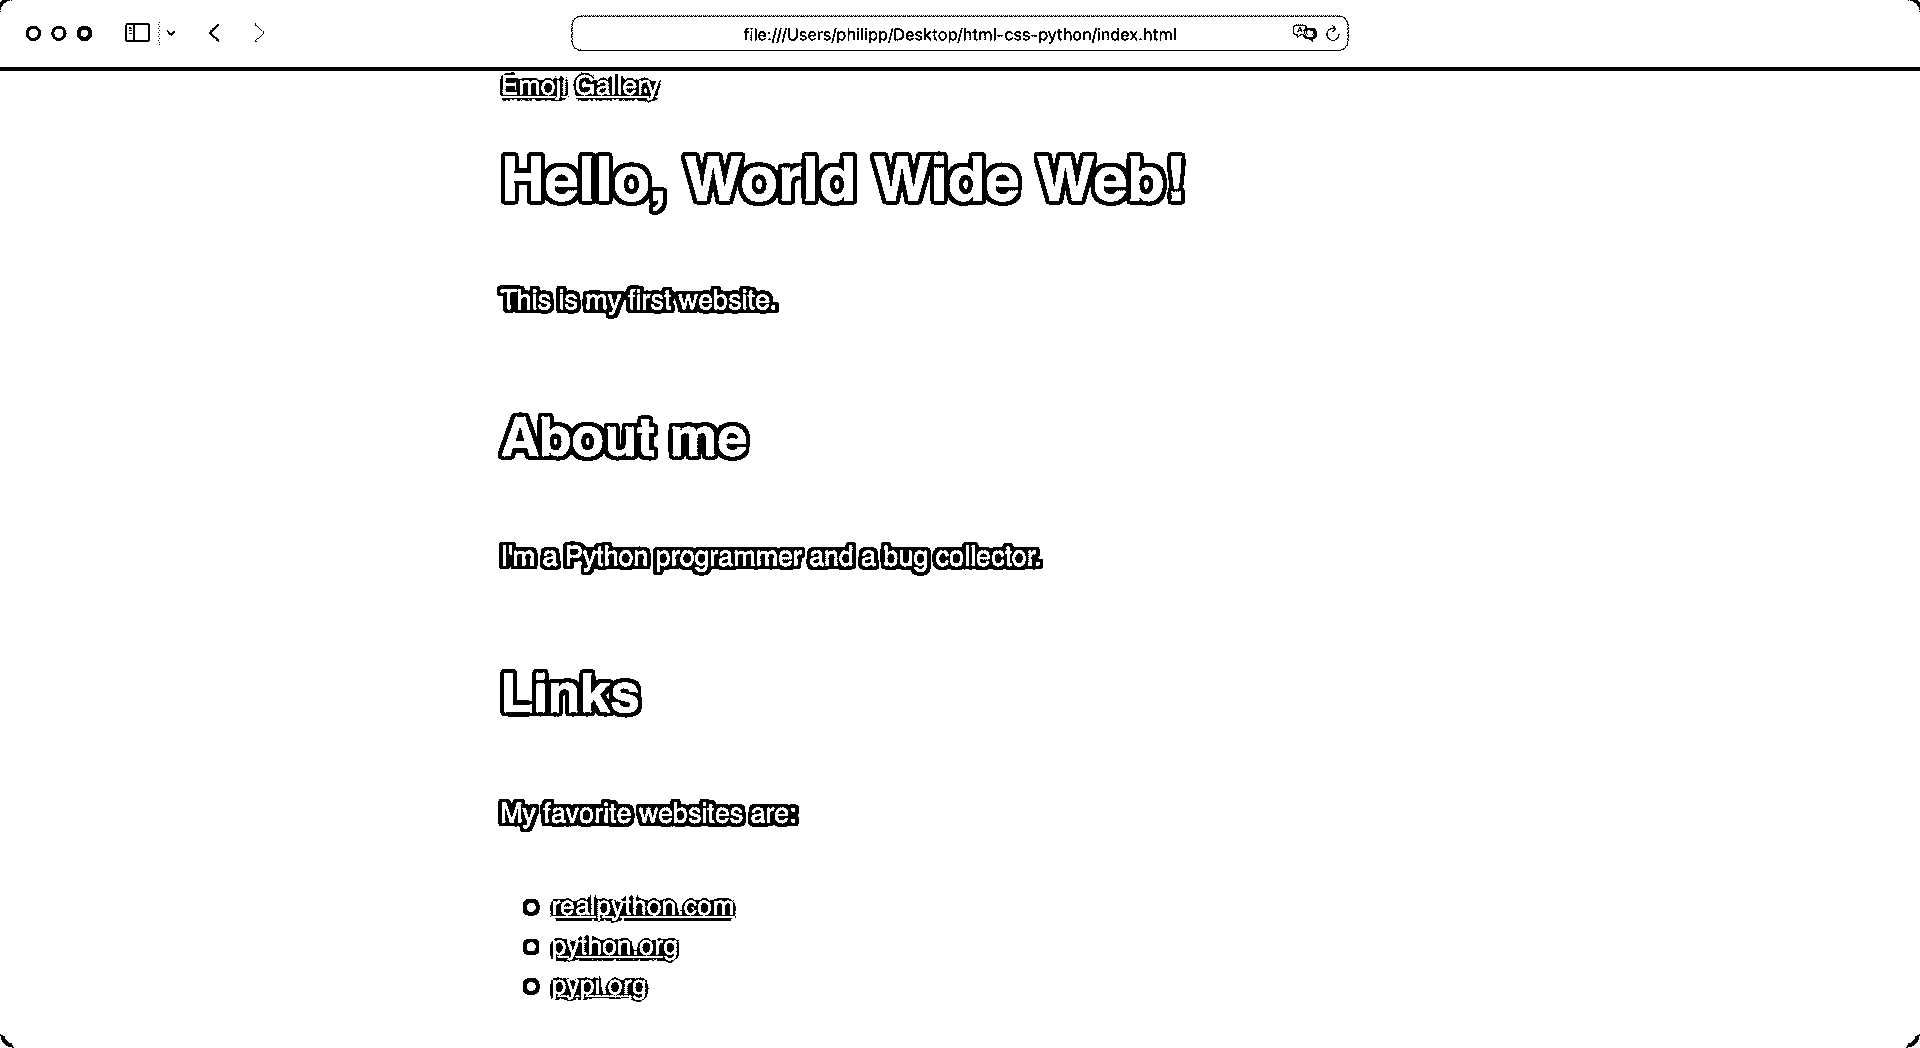 file:///Users/philipp/Desktop/html-css-python/index.html
Emoji Gallery
Hello, World Wide Web!
This is my first website.
About me
I'm a Python programmer and a bug collector.
Links
My favorite websites are:
realpython.com
python.org
pypi.org